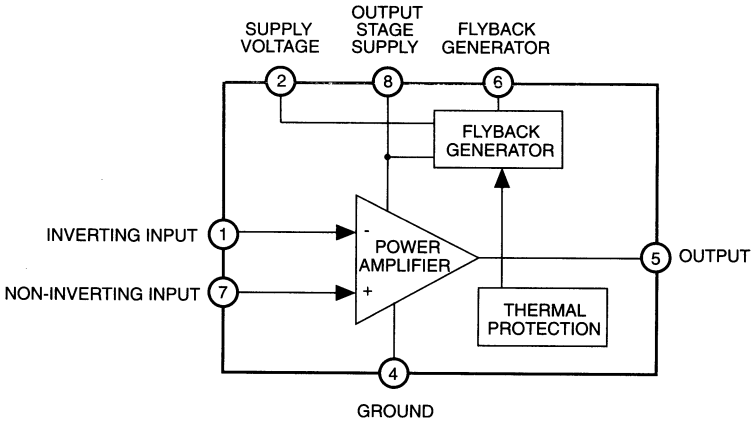 SUPPLY
VOLTAGE
OUTPUT
STAGE
SUPPLY
FLYBACK
GENERATOR
2
8
6
FLYBACK
GENERATOR
INVERTING INPUT
1
-
POWER
AMPLIFIER
5
OUTPUT
NON-INVERTING INPUT
7
+
THERMAL
PROTECTION
4
GROUND